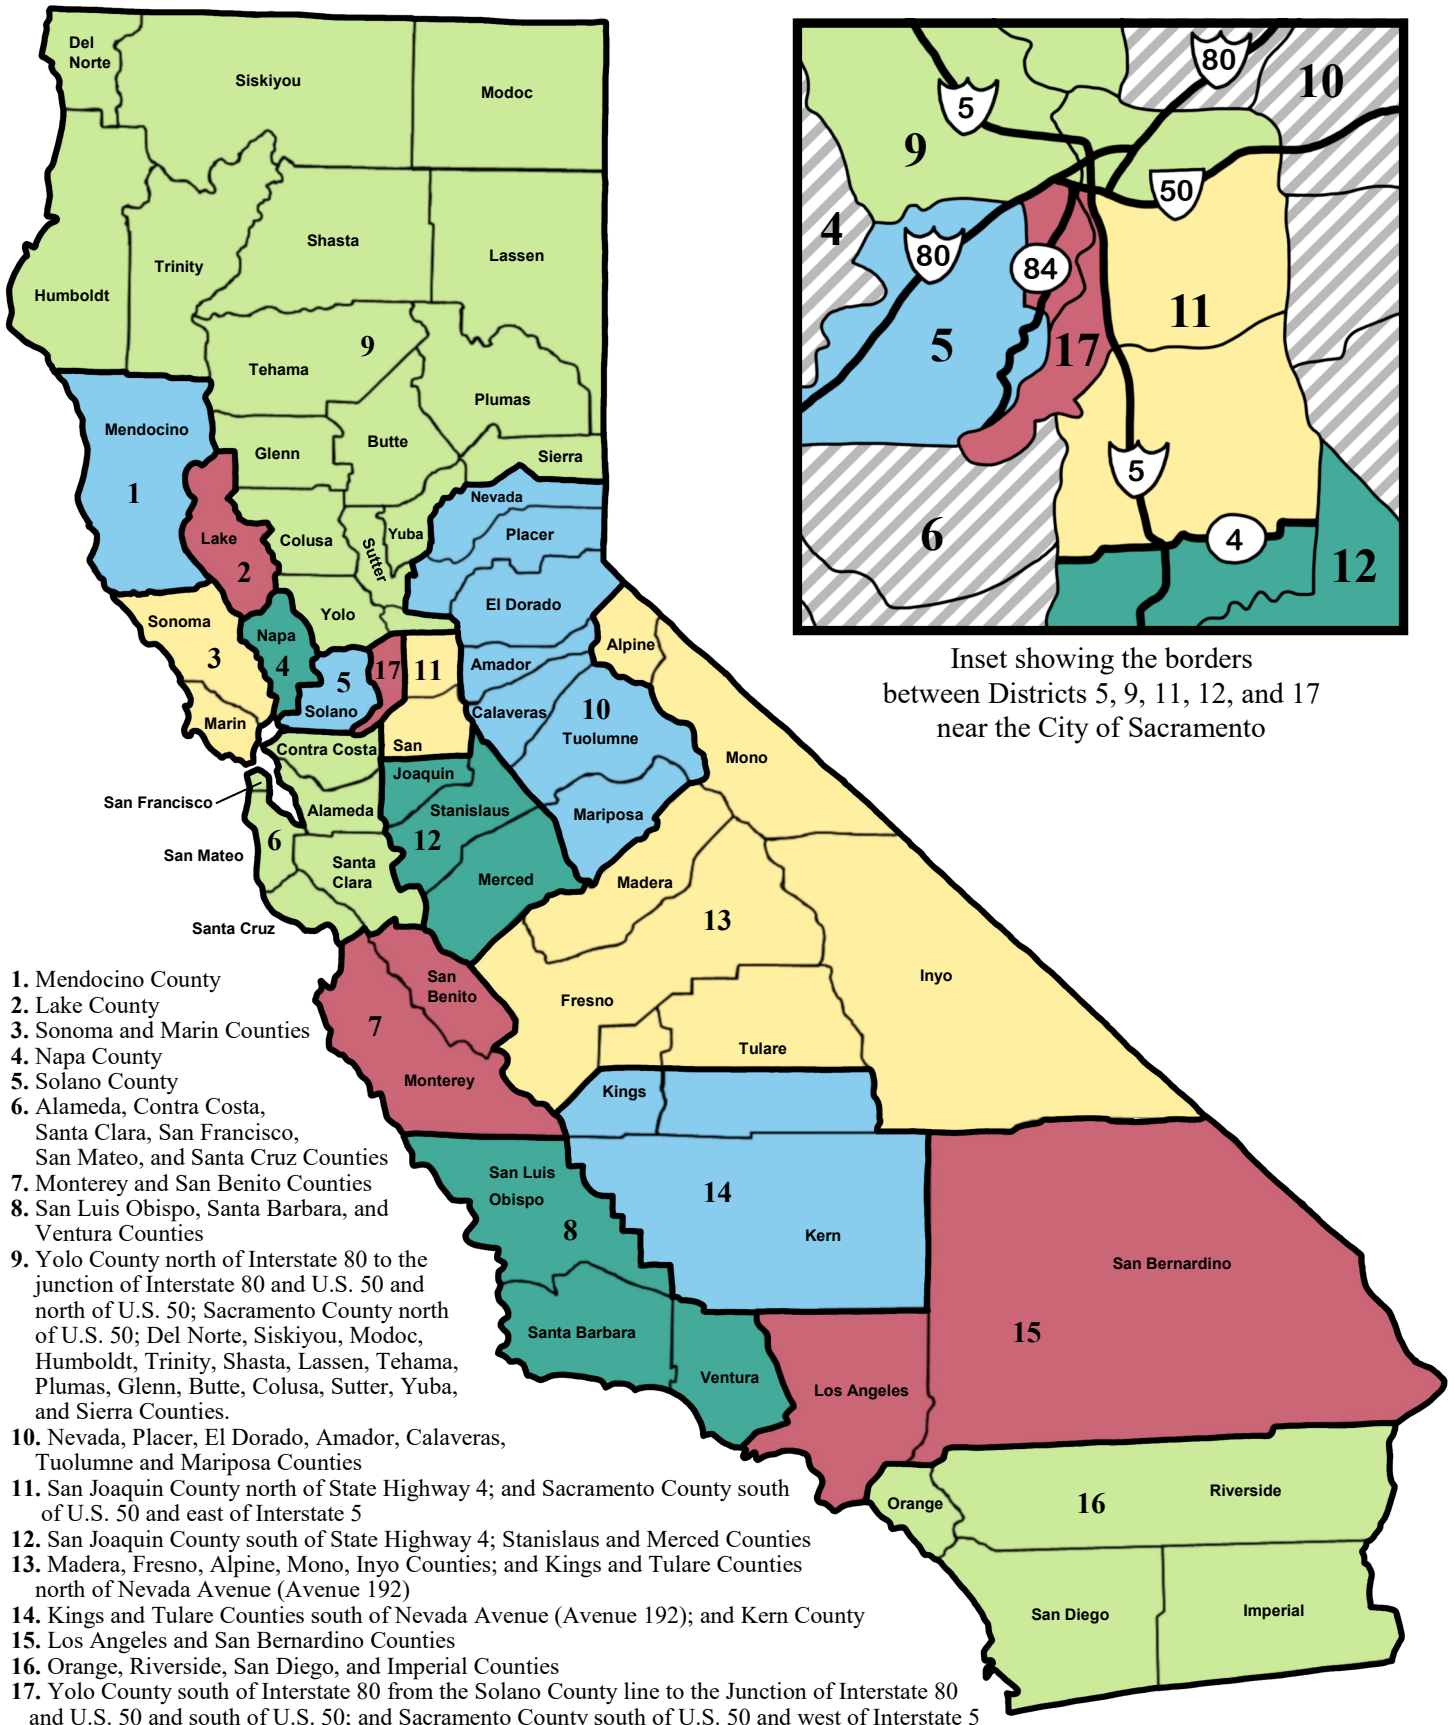 Del
Norte
Siskiyou
Modoc
Humboldt
Trinity
Shasta
Lassen
9
Tehama
Plumas
Glenn
Butte
Sierra
Mendocino
1
Lake
2
Colusa
Sutter
Yuba
Nevada
Placer
El Dorado
Yolo
Sonoma
3
Napa
4
5
Solano
17
11
Amador
Alpine
Marin
Calaveras
10
Tuolumne
Contra Costa
San
Joaquin
Mono
San Francisco
Alameda
Stanislaus
Mariposa
6
12
San Mateo
Santa
Clara
Merced
Madera
13
Santa Cruz
San
Benito
Fresno
Inyo
7
Tulare
Monterey
Kings
San Luis
Obispo
8
14
Kern
San Bernardino
15
Santa Barbara
Ventura
Los Angeles
Orange
16
Riverside
San Diego
Imperial
80
10
5
9
50
4
80
84
11
5
17
5
6
4
12
Inset showing the borders
between Districts 5, 9, 11, 12, and 17
near the City of Sacramento
1. Mendocino County
2. Lake County
3. Sonoma and Marin Counties
4. Napa County
5. Solano County
6. Alameda, Contra Costa,
Santa Clara, San Francisco,
San Mateo, and Santa Cruz Counties
7. Monterey and San Benito Counties
8. San Luis Obispo, Santa Barbara, and
Ventura Counties
9. Yolo County north of Interstate 80 to the
junction of Interstate 80 and U.S. 50 and
north of U.S. 50; Sacramento County north
of U.S. 50; Del Norte, Siskiyou, Modoc,
Humboldt, Trinity, Shasta, Lassen, Tehama,
Plumas, Glenn, Butte, Colusa, Sutter, Yuba,
and Sierra Counties.
10. Nevada, Placer, El Dorado, Amador, Calaveras,
Tuolumne and Mariposa Counties
11. San Joaquin County north of State Highway 4; and Sacramento County south
of U.S. 50 and east of Interstate 5
12. San Joaquin County south of State Highway 4; Stanislaus and Merced Counties
13. Madera, Fresno, Alpine, Mono, Inyo Counties; and Kings and Tulare Counties
north of Nevada Avenue (Avenue 192)
14. Kings and Tulare Counties south of Nevada Avenue (Avenue 192); and Kern County
15. Los Angeles and San Bernardino Counties
16. Orange, Riverside, San Diego, and Imperial Counties
17. Yolo County south of Interstate 80 from the Solano County line to the Junction of Interstate 80
and U.S. 50 and south of U.S. 50; and Sacramento County south of U.S. 50 and west of Interstate 5